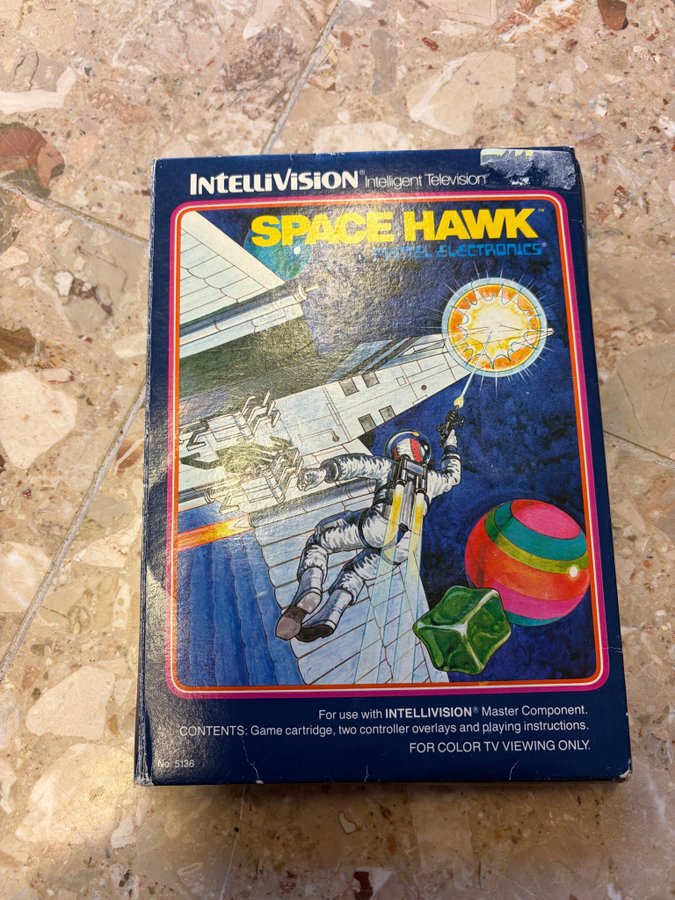 INTELLIVISION® Intelligent Television
SPACE HAWK™
MATTEL ELECTRONICS®
For use with INTELLIVISION® Master Component.
CONTENTS: Game cartridge, two controller overlays and playing instructions.
FOR COLOR TV VIEWING ONLY.
No. 5136